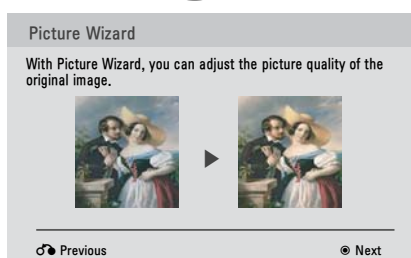 Picture Wizard
With Picture Wizard, you can adjust the picture quality of the
original image.
Previous
Next